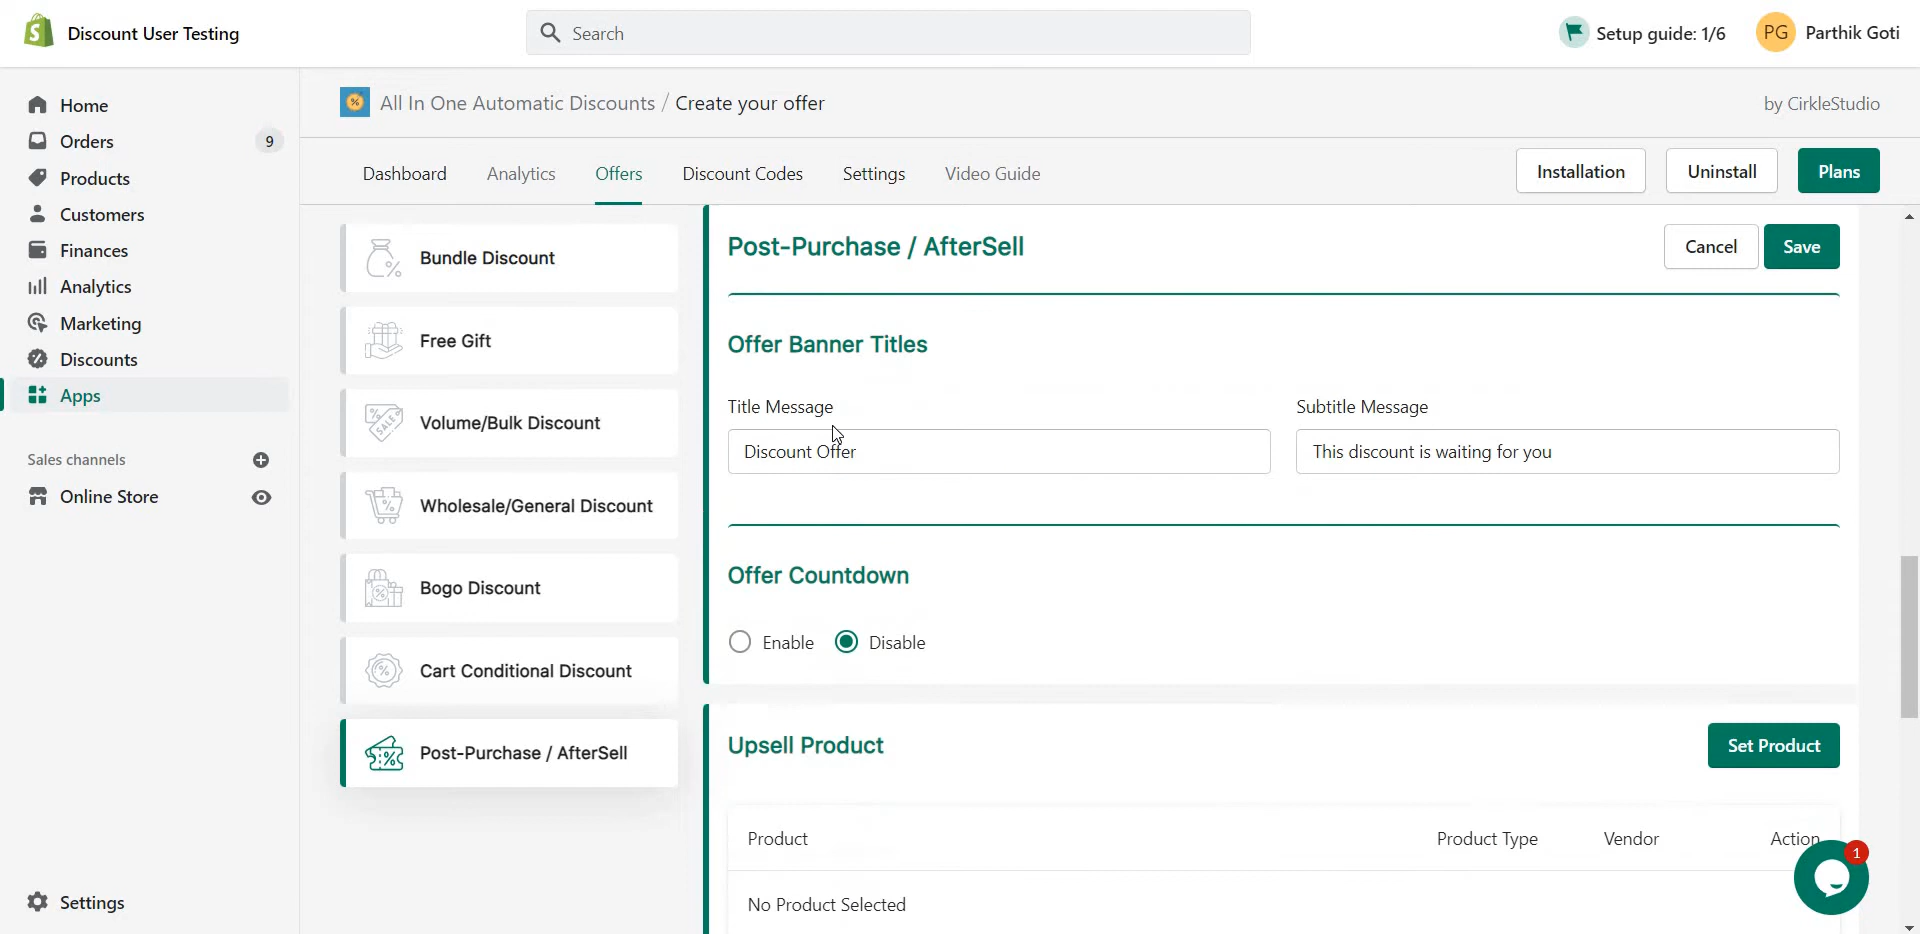 Discount User Testing
Search
Setup guide: 1/6
PG
Parthik Goti
Home
Orders
9
Products
Customers
Finances
Analytics
Marketing
Discounts
Apps
Sales channels
Online Store
Settings
All In One Automatic Discounts / Create your offer
by CirkleStudio
Dashboard
Analytics
Offers
Discount Codes
Settings
Video Guide
Installation
Uninstall
Plans
Bundle Discount
Free Gift
Volume/Bulk Discount
Wholesale/General Discount
Bogo Discount
Cart Conditional Discount
Post-Purchase / AfterSell
Post-Purchase / AfterSell
Cancel
Save
Offer Banner Titles
Title Message
Subtitle Message
Discount Offer
This discount is waiting for you
Offer Countdown
Enable
Disable
Upsell Product
Set Product
Product
Product Type
Vendor
Action
No Product Selected
1